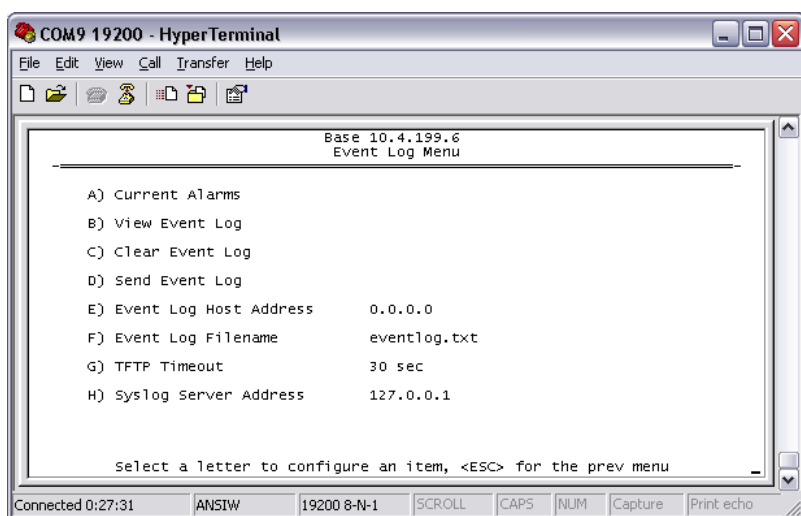 COM9 19200 - HyperTerminal
File Edit View Call Transfer Help
Base 10.4.199.6
Event Log Menu
A) Current Alarms
B) View Event Log
C) Clear Event Log
D) Send Event Log
E) Event Log Host Address 0.0.0.0
F) Event Log Filename eventlog.txt
G) TFTP Timeout 30 sec
H) Syslog Server Address 127.0.0.1
Select a letter to configure an item, <ESC> for the prev menu
Connected 0:27:31 ANSIW 19200 8-N-1 SCROLL CAPS NUM Capture Print echo